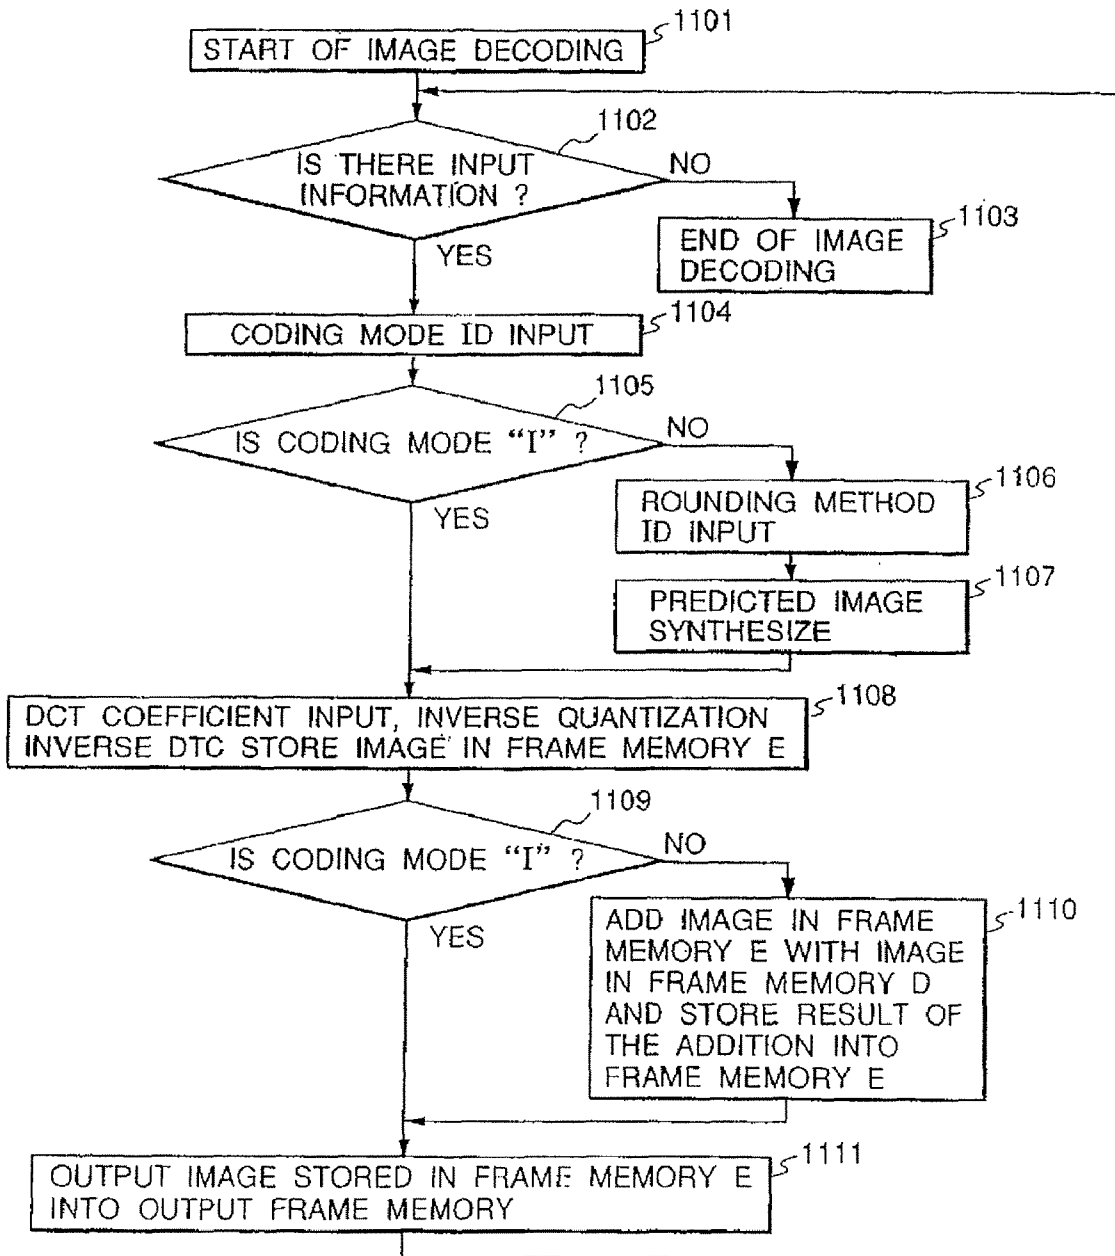 1101
START OF IMAGE DECODING
1102
IS THERE INPUT
INFORMATION ?
NO
YES
1103
END OF IMAGE
DECODING
1104
CODING MODE ID INPUT
1105
IS CODING MODE “I” ?
NO
YES
1106
ROUNDING METHOD
ID INPUT
1107
PREDICTED IMAGE
SYNTHESIZE
1108
DCT COEFFICIENT INPUT, INVERSE QUANTIZATION
INVERSE DTC STORE IMAGE IN FRAME MEMORY E
1109
IS CODING MODE “I” ?
NO
YES
1110
ADD IMAGE IN FRAME
MEMORY E WITH IMAGE
IN FRAME MEMORY D
AND STORE RESULT OF
THE ADDITION INTO
FRAME MEMORY E
1111
OUTPUT IMAGE STORED IN FRAME MEMORY E
INTO OUTPUT FRAME MEMORY